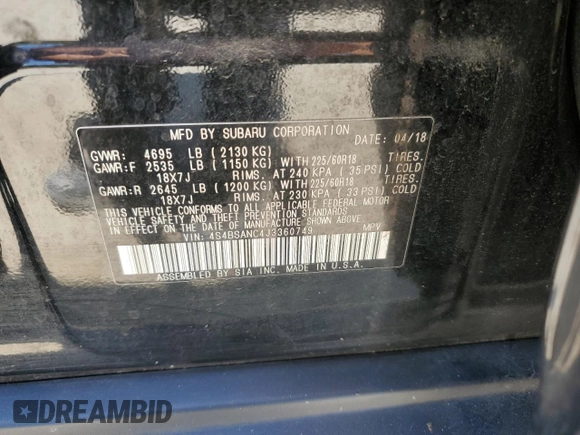 MFD BY SUBARU CORPORATION DATE: 04/18
GVWR: 4695 LB (2130 KG)
GAWR:F 2535 LB (1150 KG) WITH 225/60R18 TIRES.
18X7J RIMS. AT 240 KPA (35 PSI) COLD
GAWR:R 2645 LB (1200 KG) WITH 225/60R18 TIRES.
18X7J RIMS. AT 230 KPA (33 PSI) COLD
THIS VEHICLE CONFORMS TO ALL APPLICABLE FEDERAL MOTOR
VEHICLE SAFETY AND THEFT PREVENTION STANDARDS IN EFFECT ON THE
DATE OF MANUFACTURE SHOWN ABOVE.
VIN: 4S4BSANC4J3360749 MPV
ASSEMBLED BY SIA INC. MADE IN U.S.A.
DREAMBID